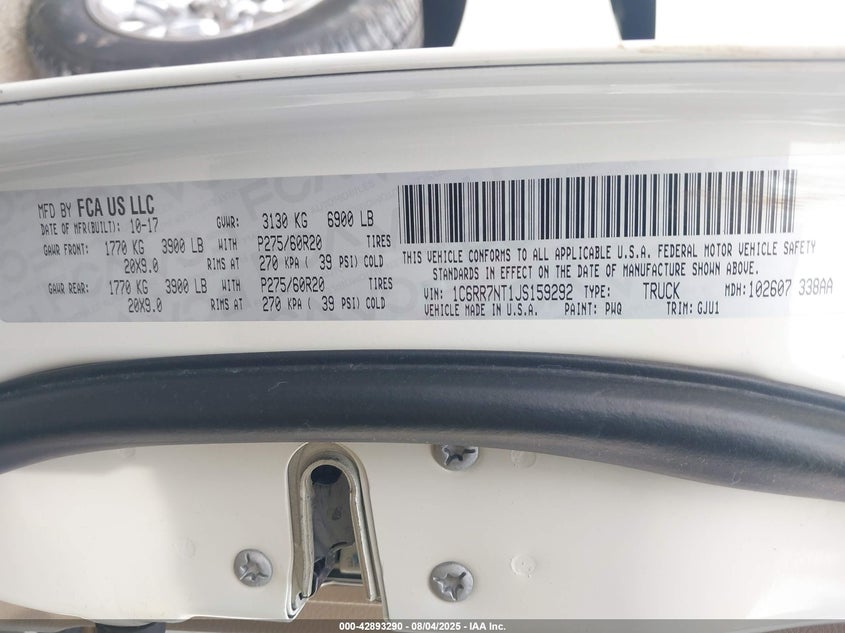 MFD BY FCA US LLC
DATE OF MFR(BUILT): 10-17 GVWR: 3130 KG 6900 LB
GAWR FRONT: 1770 KG 3900 LB WITH P275/60R20 TIRES
20X9.0 RIMS AT 270 KPA ( 39 PSI) COLD
GAWR REAR: 1770 KG 3900 LB WITH P275/60R20 TIRES
20X9.0 RIMS AT 270 KPA ( 39 PSI) COLD
THIS VEHICLE CONFORMS TO ALL APPLICABLE U.S.A. FEDERAL MOTOR VEHICLE SAFETY
STANDARDS IN EFFECT ON THE DATE OF MANUFACTURE SHOWN ABOVE.
VIN: 1C6RR7NT1JS159292 TYPE: TRUCK MDH: 102607 338AA
VEHICLE MADE IN U.S.A. PAINT: PWQ TRIM: GJU1
000-42893290 - 08/04/2025 - IAA Inc.